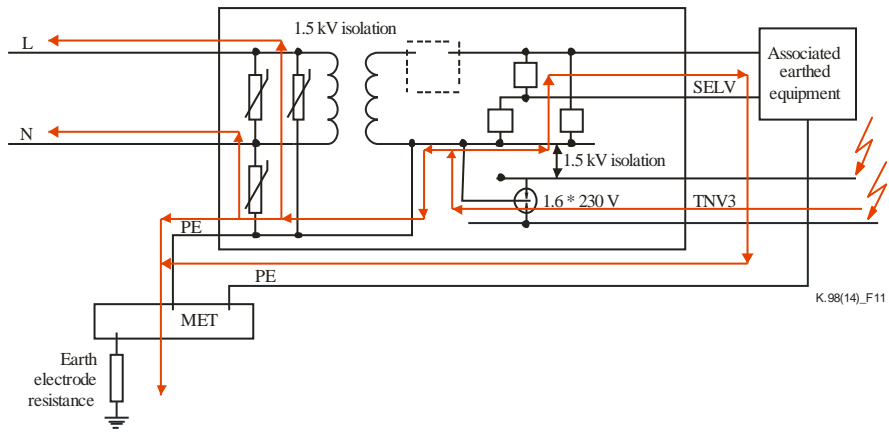 1.5 kV isolation
L
Associated
earthed
equipment
SELV
N
1.5 kV isolation
1.6 * 230 V
TNV3
PE
PE
K.98(14)_F11
MET
Earth
electrode
resistance